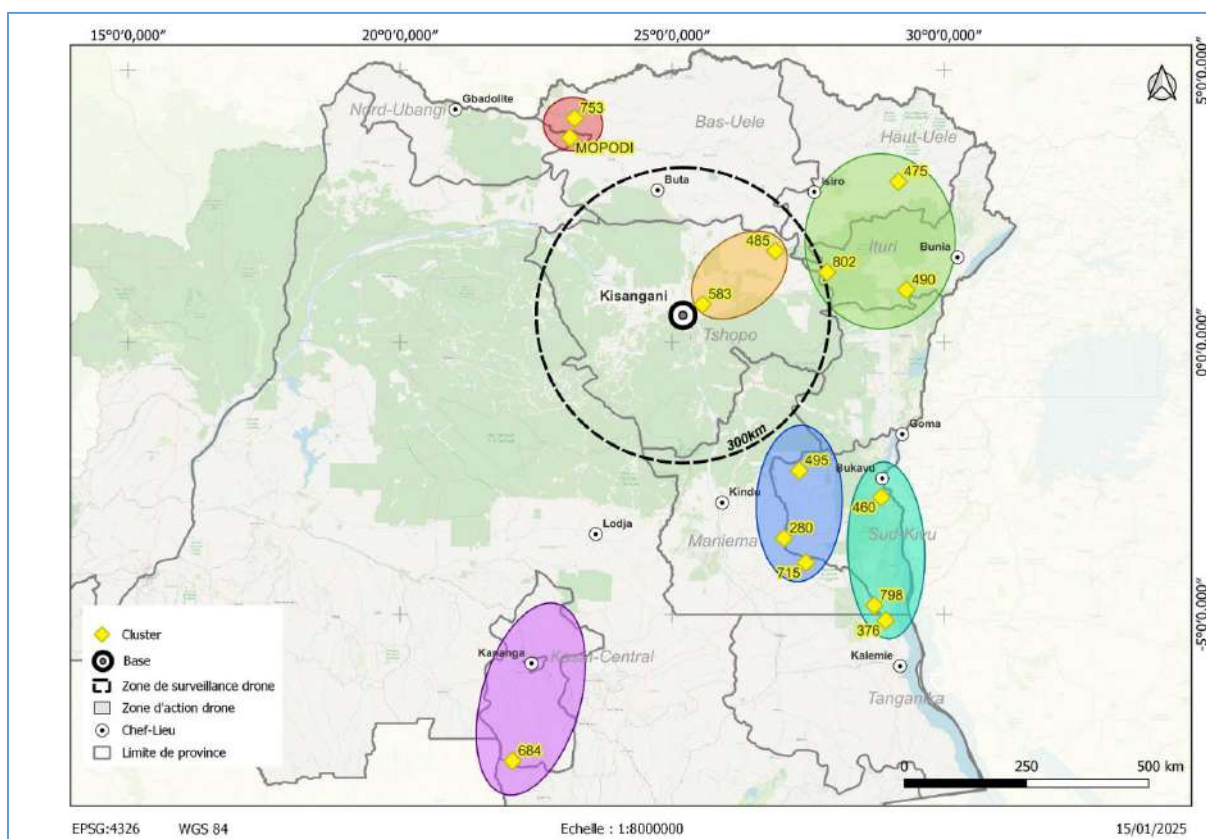 15°0′0,000″ 20°0′0,000″ 25°0′0,000″ 30°0′0,000″
5°0′0,000″
0°0′0,000″
-5°0′0,000″
Nord-Ubangi
Gbadolite
753
MOPODI
Bas-Uele
Haut-Uele
475
Buta
Isiro
485
Ituri
Bunia
802
490
583
Kisangani
Tshopo
300km
Goma
495
Bukavu
Kindu
460
Lodja
280
Sud-Kivu
Maniema
715
798
376
Kananga
Kasaï-Central
Kalemie
Tanganika
684
Cluster
Base
Zone de surveillance drone
Zone d'action drone
Chef-Lieu
Limite de province
0 250 500 km
EPSG:4326 WGS 84 Echelle : 1:8000000 15/01/2025